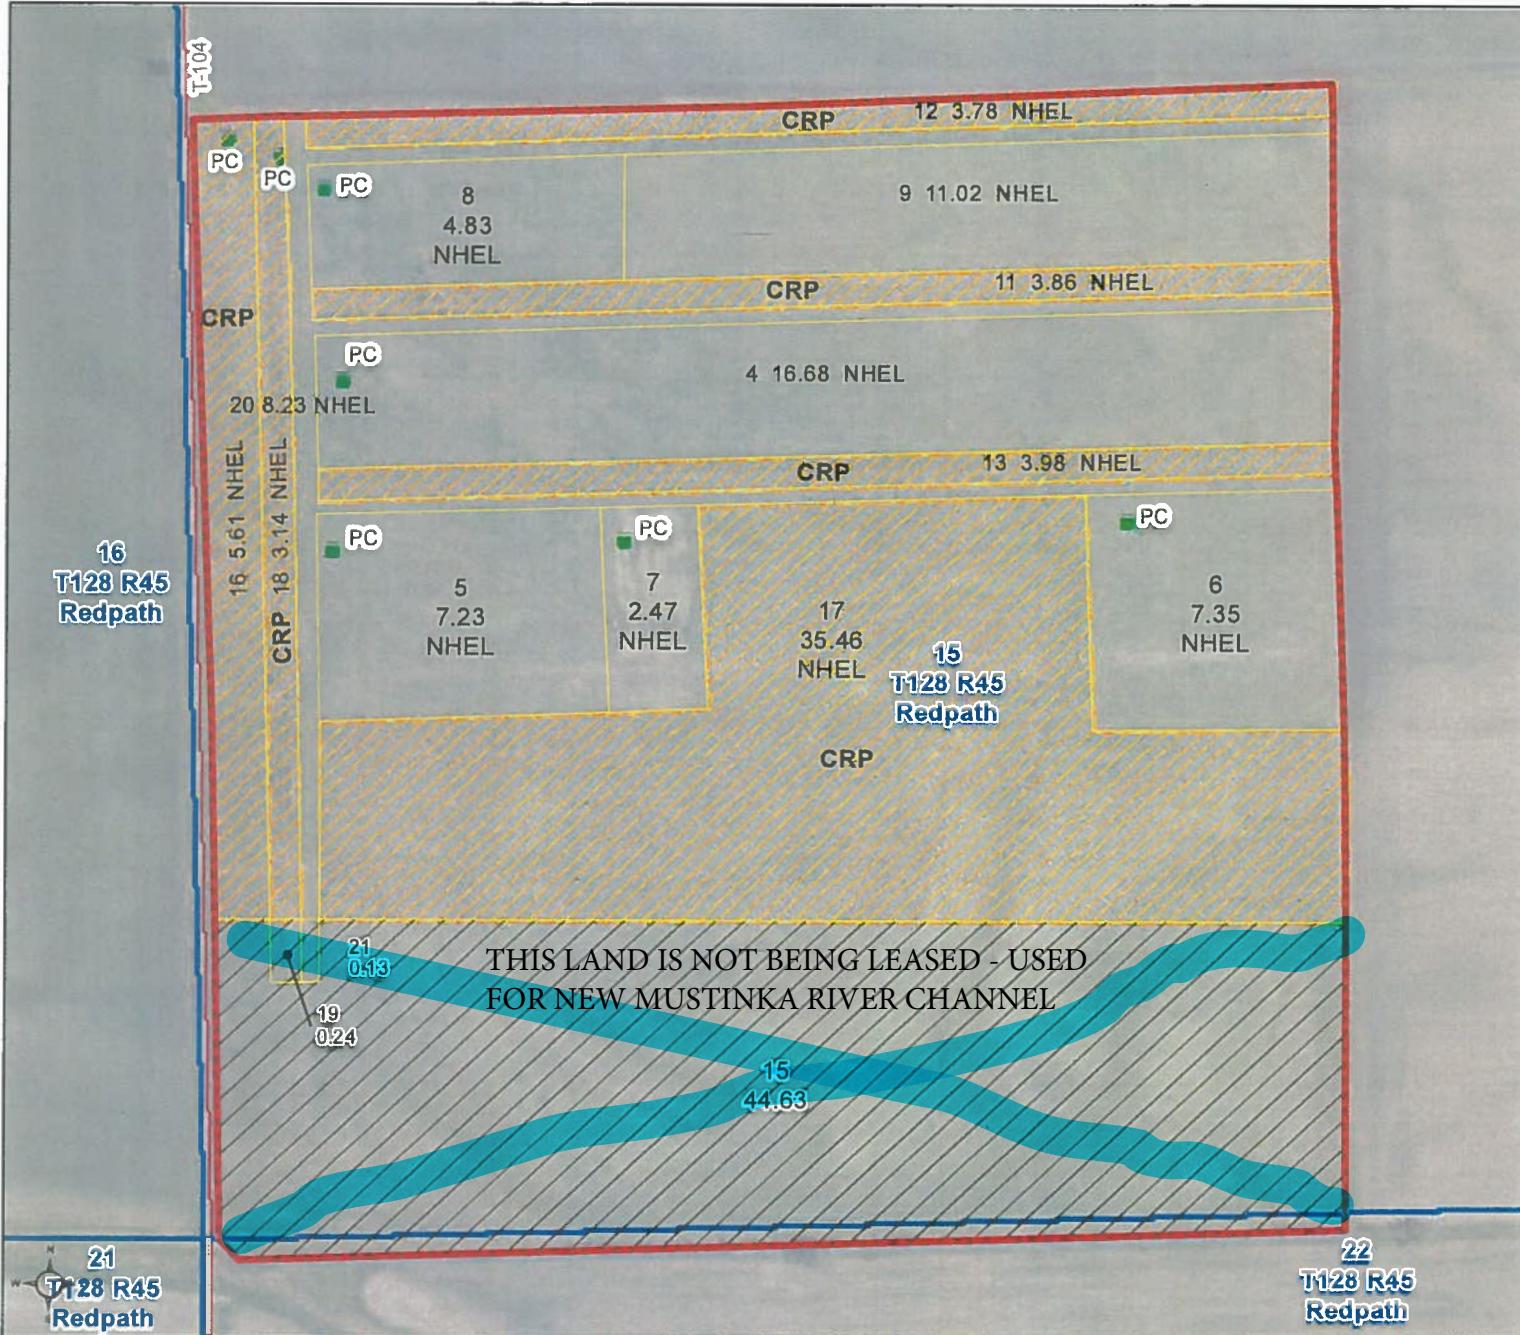 T-104
CRP
12 3.78 NHEL
PC
PC
PC
8
4.83
NHEL
9 11.02 NHEL
CRP
11 3.86 NHEL
CRP
PC
4 16.68 NHEL
20 8.23 NHEL
16 5.61 NHEL
18 3.14 NHEL
CRP
CRP
13 3.98 NHEL
PC
PC
PC
16
T128 R45
Redpath
5
7.23
NHEL
7
2.47
NHEL
17
35.46
NHEL
6
7.35
NHEL
15
T128 R45
Redpath
CRP
21
0.13
THIS LAND IS NOT BEING LEASED - USED
FOR NEW MUSTINKA RIVER CHANNEL
19
0.24
15
44.63
21
T128 R45
Redpath
N
W
22
T128 R45
Redpath